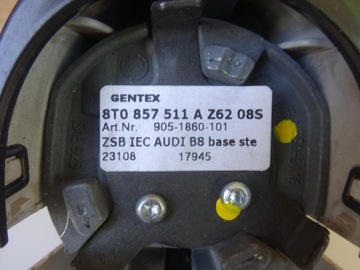 GENTEX
8T0 857 511 A Z62 08S
Art.Nr. 905-1860-101
ZSB IEC AUDI B8 base ste
23108 17945